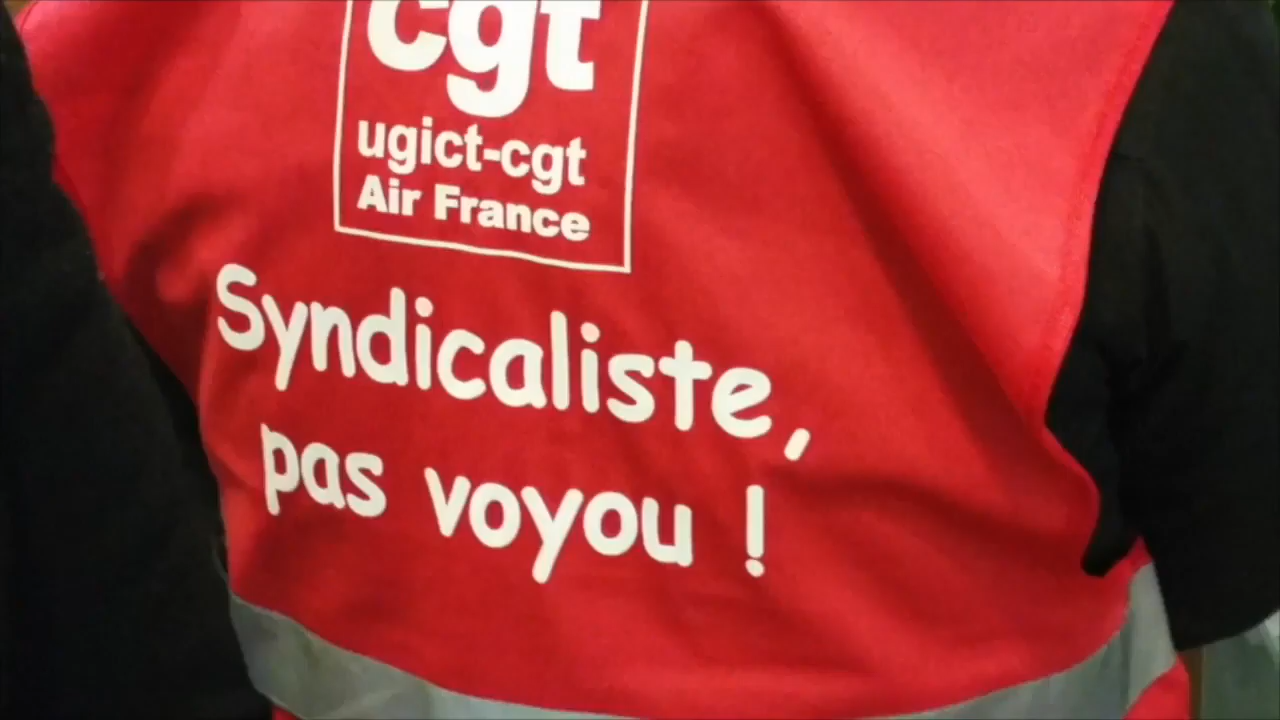 cgt
ugict-cgt
Air France
Syndicaliste,
pas voyou !